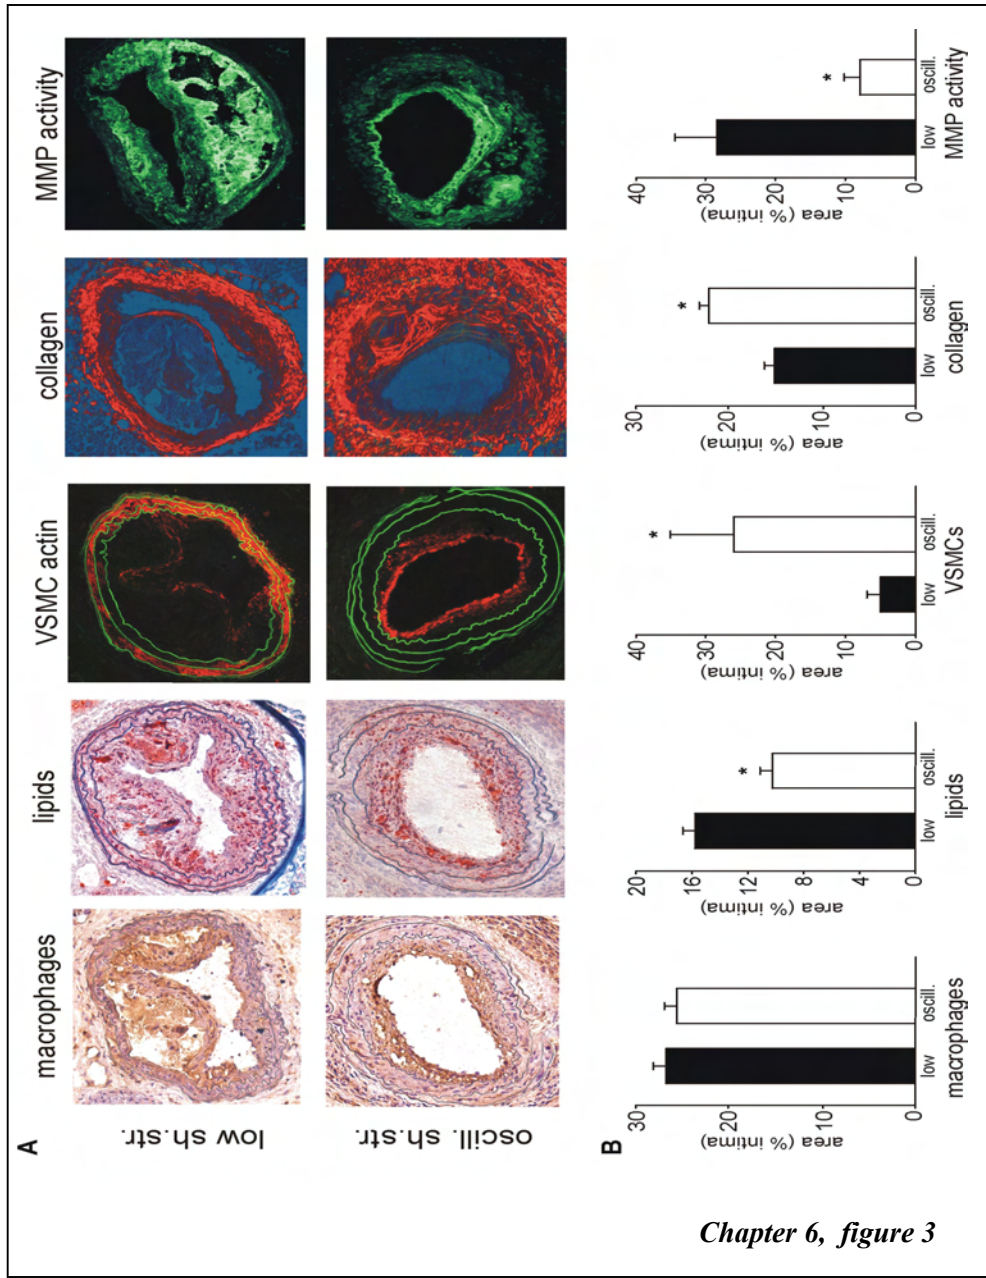 A
macrophages
lipids
VSMC actin
collagen
MMP activity
low sh.str.
oscill. sh.str.
B
area (% intima)
30
20
10
0
low
oscill.
macrophages
area (% intima)
20
16
12
8
4
0
low
*
oscill.
lipids
area (% intima)
40
30
20
10
0
low
*
oscill.
VSMCs
area (% intima)
30
20
10
0
low
*
oscill.
collagen
area (% intima)
40
30
20
10
0
low
*
oscill.
MMP activity
Chapter 6, figure 3